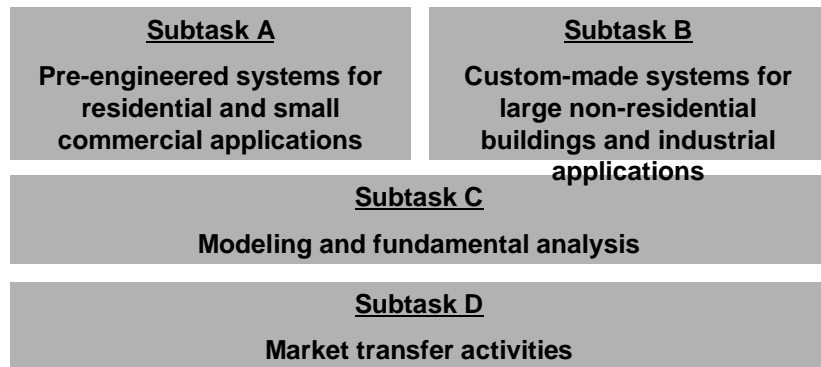 Subtask A
Pre-engineered systems for
residential and small
commercial applications
Subtask B
Custom-made systems for
large non-residential
buildings and industrial
applications
Subtask C
Modeling and fundamental analysis
Subtask D
Market transfer activities